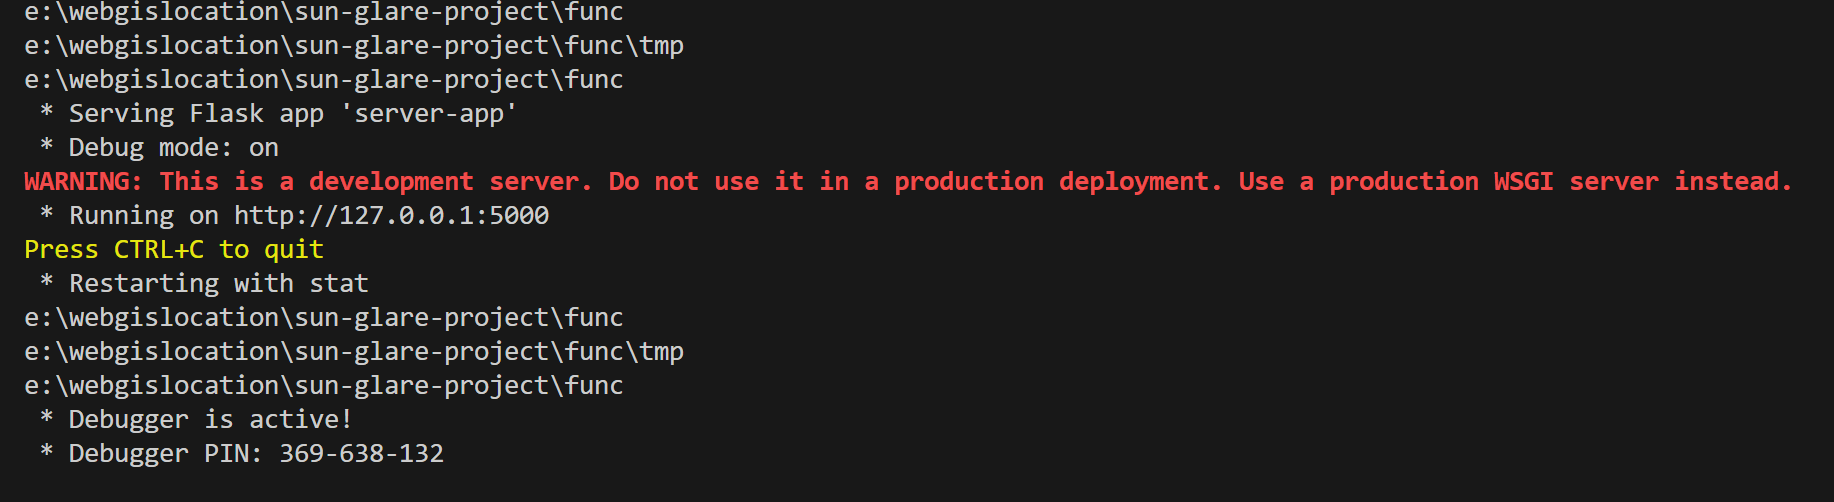 e:\webgislocation\sun-glare-project\func
e:\webgislocation\sun-glare-project\func\tmp
e:\webgislocation\sun-glare-project\func
 * Serving Flask app 'server-app'
 * Debug mode: on
WARNING: This is a development server. Do not use it in a production deployment. Use a production WSGI server instead.
 * Running on http://127.0.0.1:5000
Press CTRL+C to quit
 * Restarting with stat
e:\webgislocation\sun-glare-project\func
e:\webgislocation\sun-glare-project\func\tmp
e:\webgislocation\sun-glare-project\func
 * Debugger is active!
 * Debugger PIN: 369-638-132